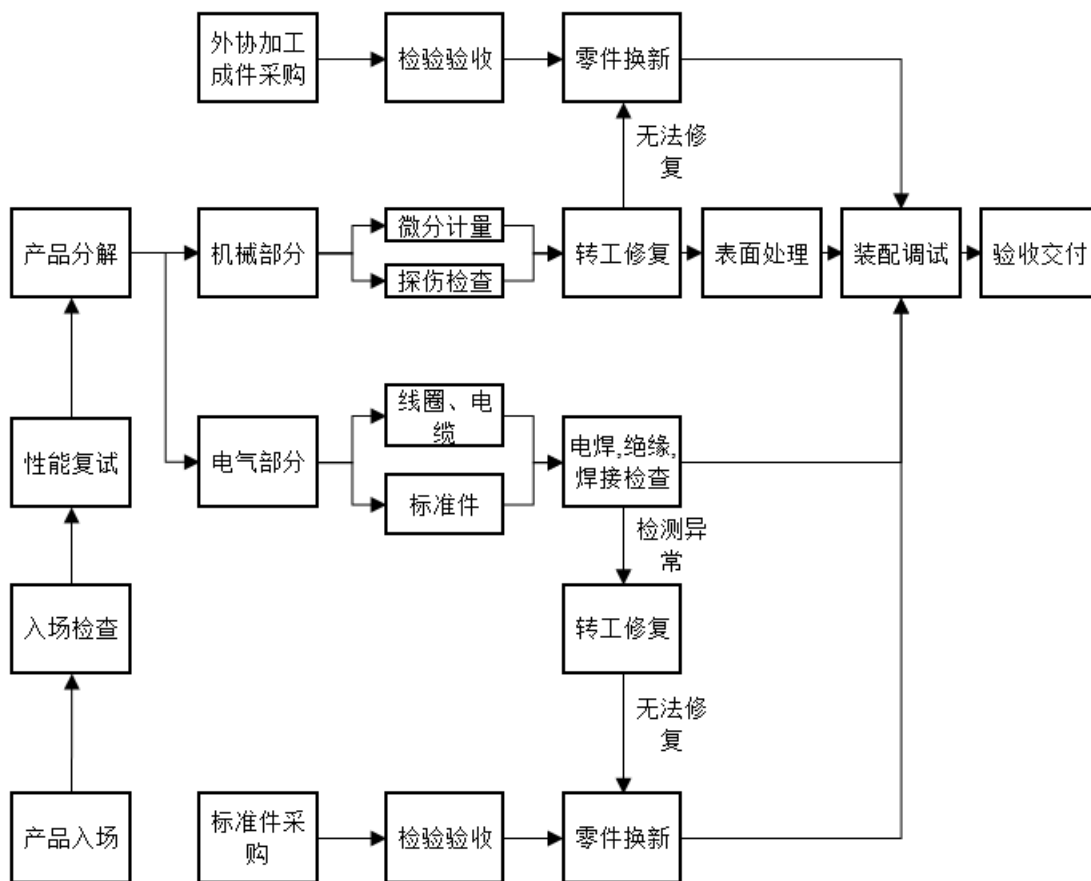 外协加工
成件采购
检验验收
零件换新
无法修
复
产品分解
机械部分
微分计量
探伤检查
转工修复
表面处理
装配调试
验收交付
性能复试
电气部分
线圈、电
缆
标准件
电焊,绝缘,
焊接检查
检测异
常
入场检查
转工修复
无法修
复
产品入场
标准件采
购
检验验收
零件换新